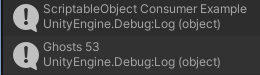 ScriptableObject Consumer Example
UnityEngine.Debug:Log (object)
Ghosts 53
UnityEngine.Debug:Log (object)